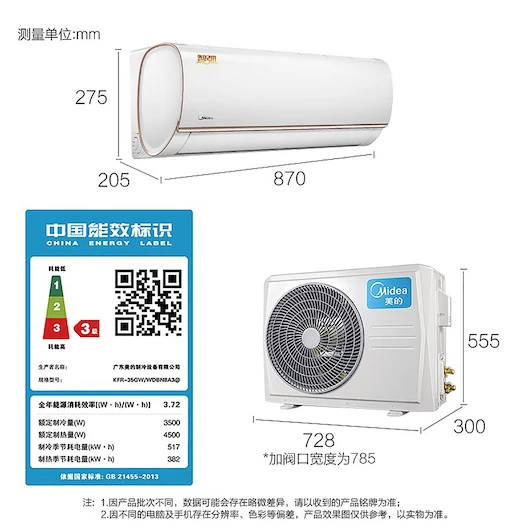 测量单位:mm
智弧
Midea
275
205
870
中国能效标识
CHINA ENERGY LABEL
耗能低
1
2
3
3级
耗能高
生产者名称: 广东美的制冷设备有限公司
规格型号: KFR-35GW/WDBN8A3@
全年能源消耗效率[(W·h)/(W·h)] 3.72
额定制冷量(W) 3500
额定制热量(W) 4500
制冷季节耗电量(kW·h) 517
制热季节耗电量(kW·h) 382
依据国家标准: GB 21455-2013
Midea
美的
555
728
300
*加阀口宽度为785
注: 1.因产品批次不同，数据可能会存在略微差异，请以收到的产品铭牌为准;
2.因不同的电脑及手机存在分辨率、色彩等偏差，产品效果图仅供参考，以实物为准。